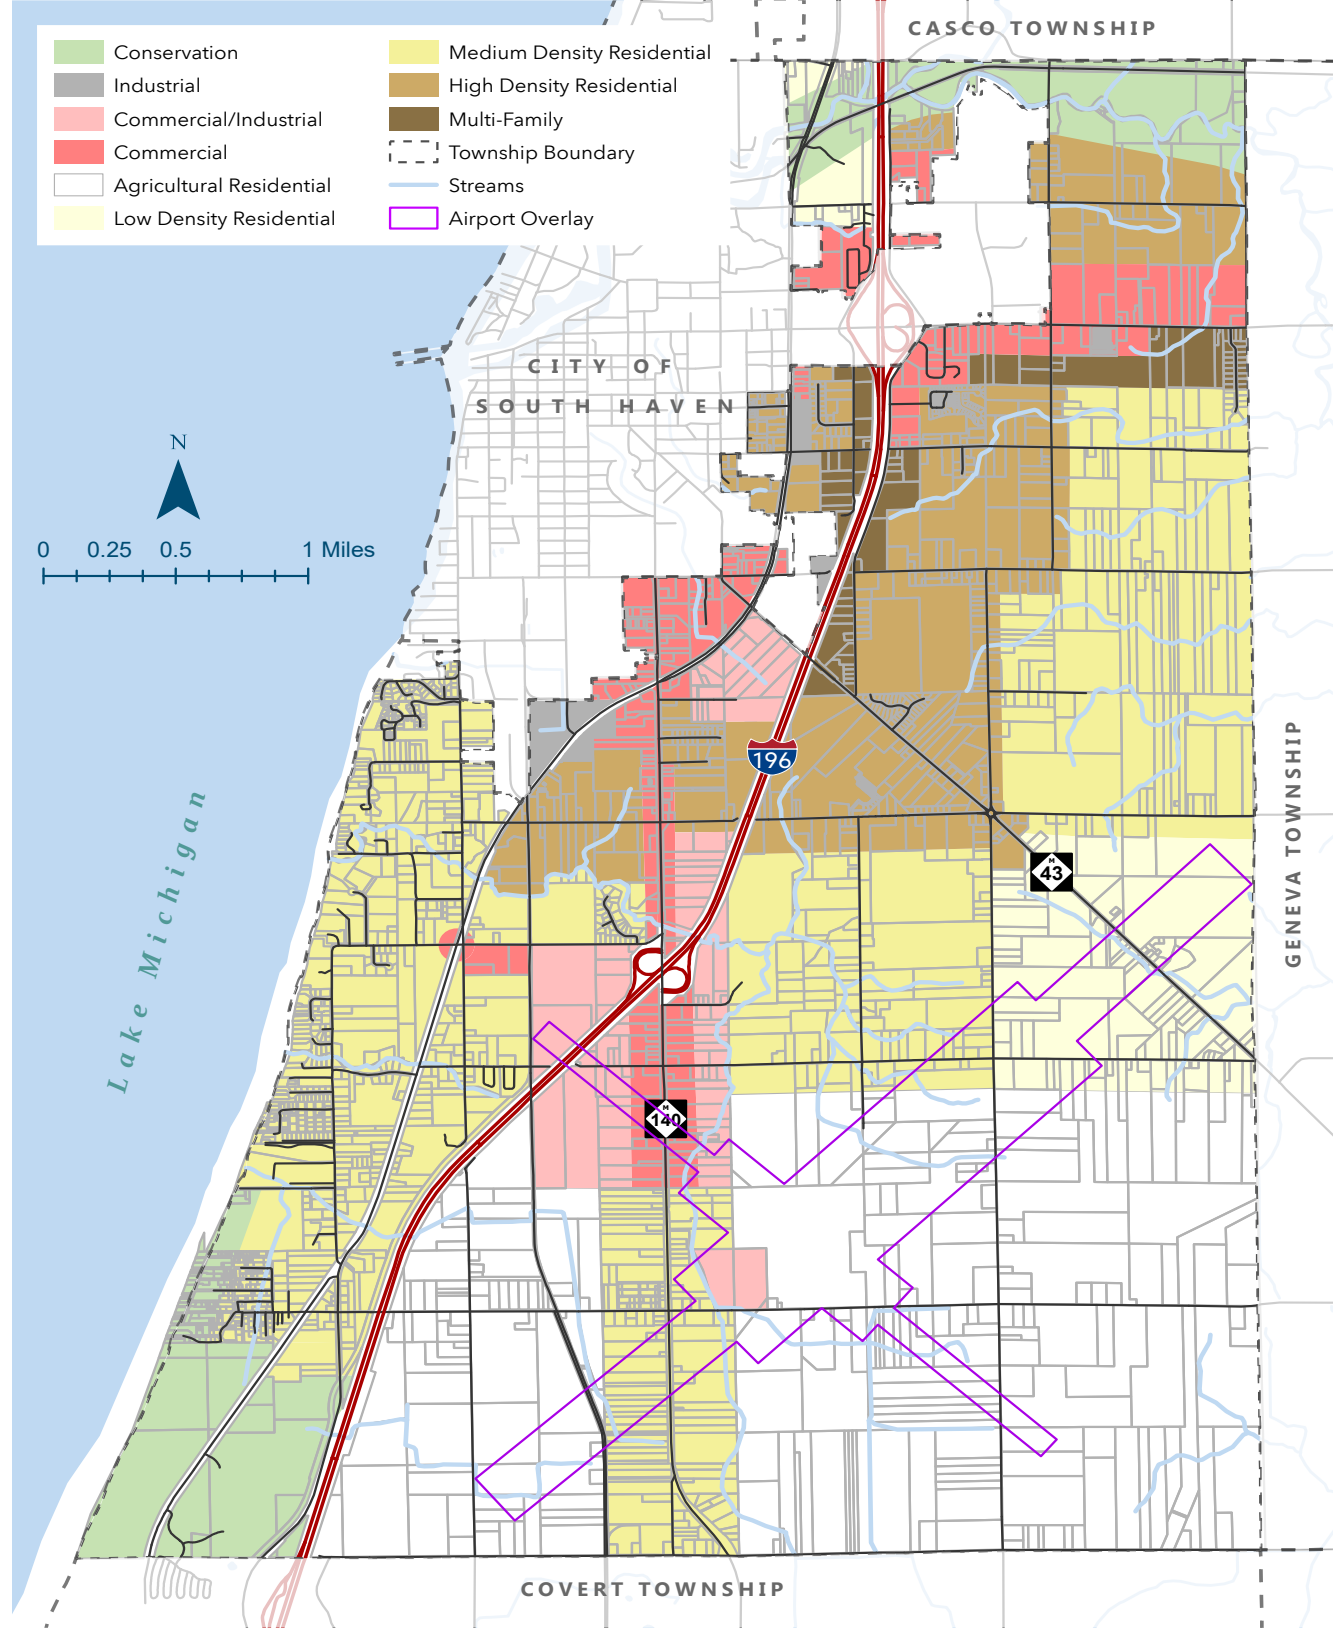 CASCO TOWNSHIP
Conservation
Industrial
Commercial/Industrial
Commercial
Agricultural Residential
Low Density Residential
Medium Density Residential
High Density Residential
Multi-Family
Township Boundary
Streams
Airport Overlay
CITY OF
SOUTH HAVEN
N
0 0.25 0.5 1 Miles
196
Lake Michigan
GENEVA TOWNSHIP
M
43
M
140
COVERT TOWNSHIP